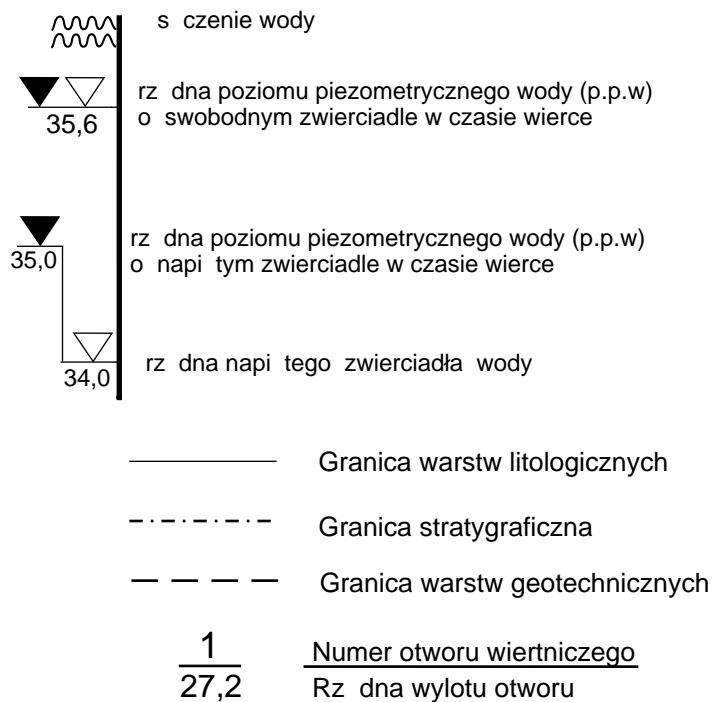 s czenie wody
rz dna poziomu piezometrycznego wody (p.p.w)
o swobodnym zwierciadle w czasie wierce
35,6
rz dna poziomu piezometrycznego wody (p.p.w)
o napi tym zwierciadle w czasie wierce
35,0
rz dna napi tego zwierciadła wody
34,0
Granica warstw litologicznych
Granica stratygraficzna
Granica warstw geotechnicznych
1 Numer otworu wiertniczego
27,2 Rz dna wylotu otworu